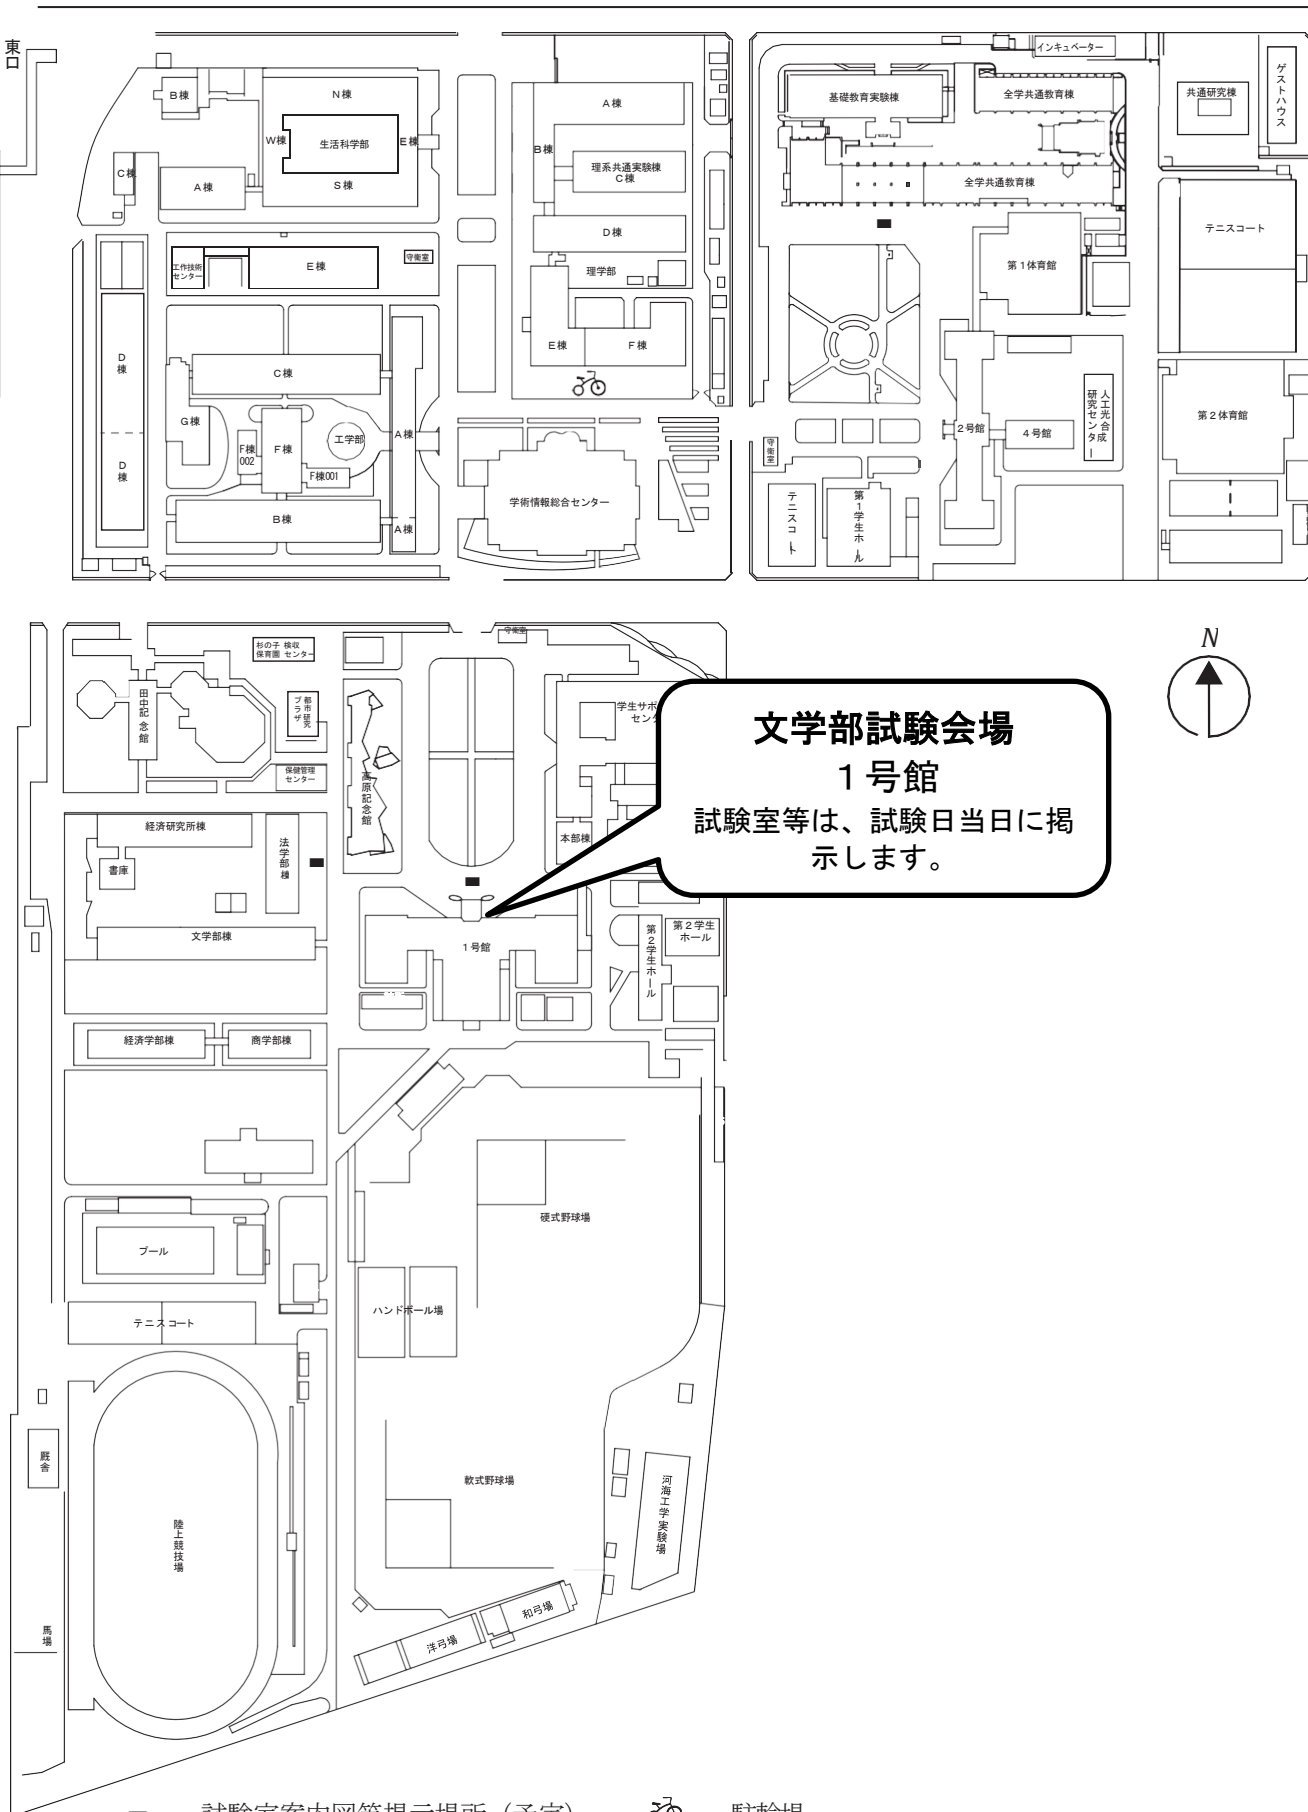 東口
B棟
N棟
W棟
生活科学部
E棟
C棟
A棟
S棟
工作技術
センター
E棟
守衛室
A棟
B棟
理系共通実験棟
C棟
D棟
理学部
E棟
F棟
インキュベーター
基礎教育実験棟
全学共通教育棟
全学共通教育棟
共通研究棟
ゲストハウス
テニスコート
第1体育館
D棟
D棟
C棟
G棟
F棟
002
F棟
工学部
F棟001
A棟
B棟
A棟
学術情報総合センター
守衛室
テニスコート
第1学生ホール
2号館
4号館
人工光合成
研究センター
第2体育館
杉の子 検収
保育園 センター
田中記念館
都市研究
プラザ
保健管理
センター
高原記念館
守衛室
学生サポ
センタ
本部棟
N
文学部試験会場
1号館
試験室等は、試験日当日に掲
示します。
経済研究所棟
書庫
法学部棟
文学部棟
1号館
第2学生ホール
第2学生
ホール
経済学部棟
商学部棟
プール
テニスコート
硬式野球場
ハンドボール場
厩舎
陸上競技場
馬場
軟式野球場
河海工学実験場
和弓場
洋弓場
試験室案内図等掲示場所(予定)
駐輪場